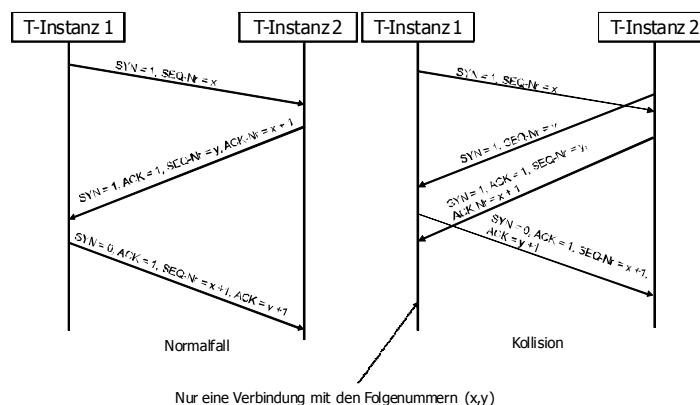 T-Instanz 1
T-Instanz 2
T-Instanz 1
T-Instanz 2
SYN = 1, SEQ-Nr = x
SYN = 1, ACK = 1, SEQ-Nr = y, ACK-Nr = x + 1
SYN = 0, ACK = 1, SEQ-Nr = x+1, ACK = y +1
Normalfall
SYN = 1, SEQ-Nr = x
SYN = 1, SEQ-Nr = y
SYN = 1, ACK = 1, SEQ-Nr = y,
ACK-Nr = x + 1
SYN = 0, ACK = 1, SEQ-Nr = x+1,
ACK = y+1
Kollision
Nur eine Verbindung mit den Folgenummern (x,y)